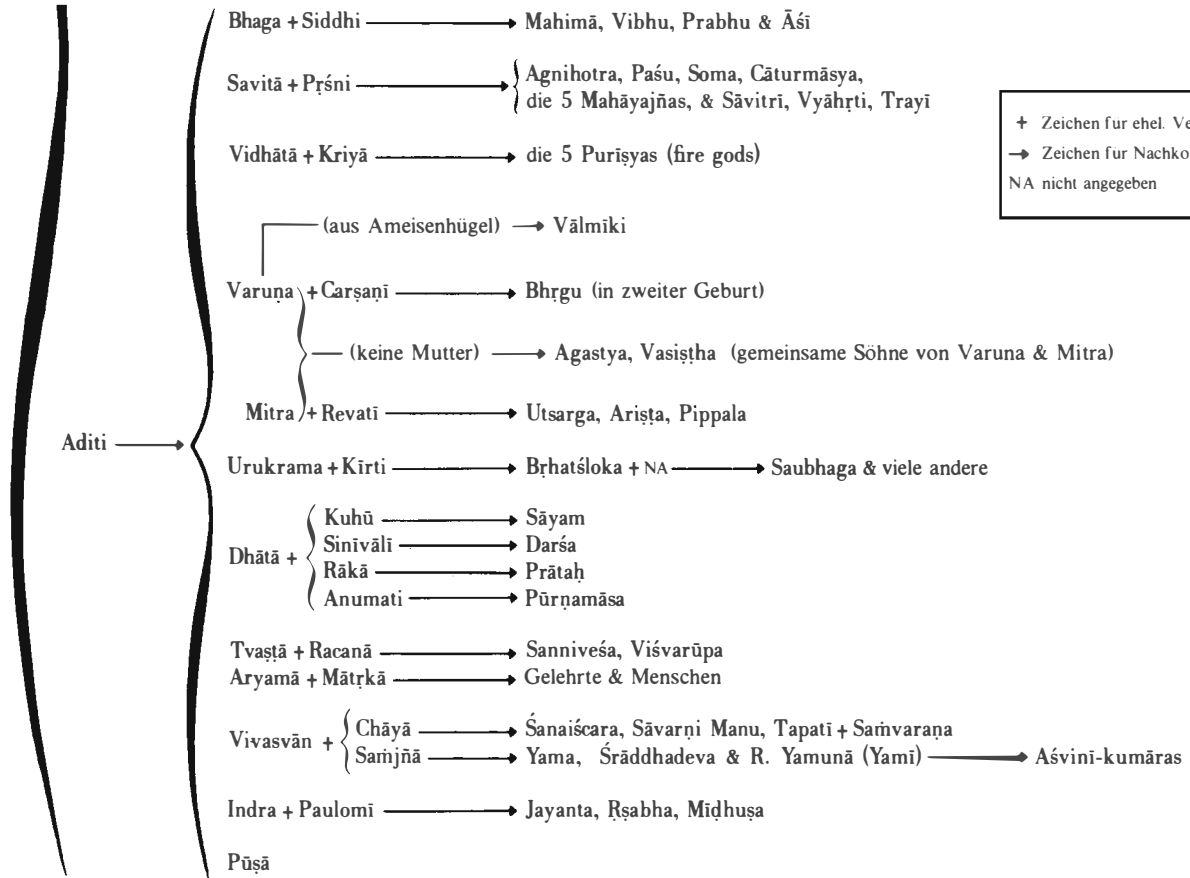 Bhaga + Siddhi → Mahimā, Vibhu, Prabhu & Āśī
Savitā + Pṛśni → Agnihotra, Paśu, Soma, Cāturmāsya,
die 5 Mahāyajñas, & Sāvitrī, Vyāhṛti, Trayī
+ Zeichen fur ehel. Ve
→ Zeichen für Nachko
NA nicht angegeben
Vidhātā + Kriyā → die 5 Purīṣyas (fire gods)
(aus Ameisenhügel) → Vālmīki
Varuṇa + Carṣaṇī → Bhṛgu (in zweiter Geburt)
(keine Mutter) → Agastya, Vasiṣṭha (gemeinsame Söhne von Varuna & Mitra)
Mitra + Revatī → Utsarga, Ariṣṭa, Pippala
Aditi →
Urukrama + Kīrti → Bṛhatśloka + NA → Saubhaga & viele andere
Dhātā +
Kuhū → Sāyam
Sinīvālī → Darśa
Rākā → Prātaḥ
Anumati → Pūrṇamāsa
Tvaṣṭā + Racanā → Sanniveśa, Viśvarūpa
Aryamā + Mātṛkā → Gelehrte & Menschen
Vivasvān +
Chāyā → Śanaiścara, Sāvarṇi Manu, Tapatī + Saṁvaraṇa
Saṁjñā → Yama, Śrāddhadeva & R. Yamunā (Yamī) → Aśvini-kumāras
Indra + Paulomī → Jayanta, Ṛṣabha, Mīḍhuṣa
Pūṣā